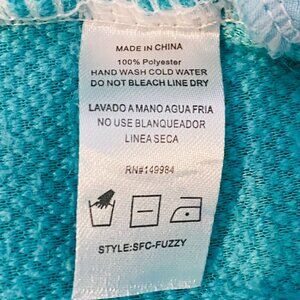 MADE IN CHINA
100% Polyester
HAND WASH COLD WATER
DO NOT BLEACH LINE DRY
LAVADO A MANO AGUA FRIA
NO USE BLANQUEADOR
LINEA SECA
RN#149984
STYLE:SFC-FUZZY